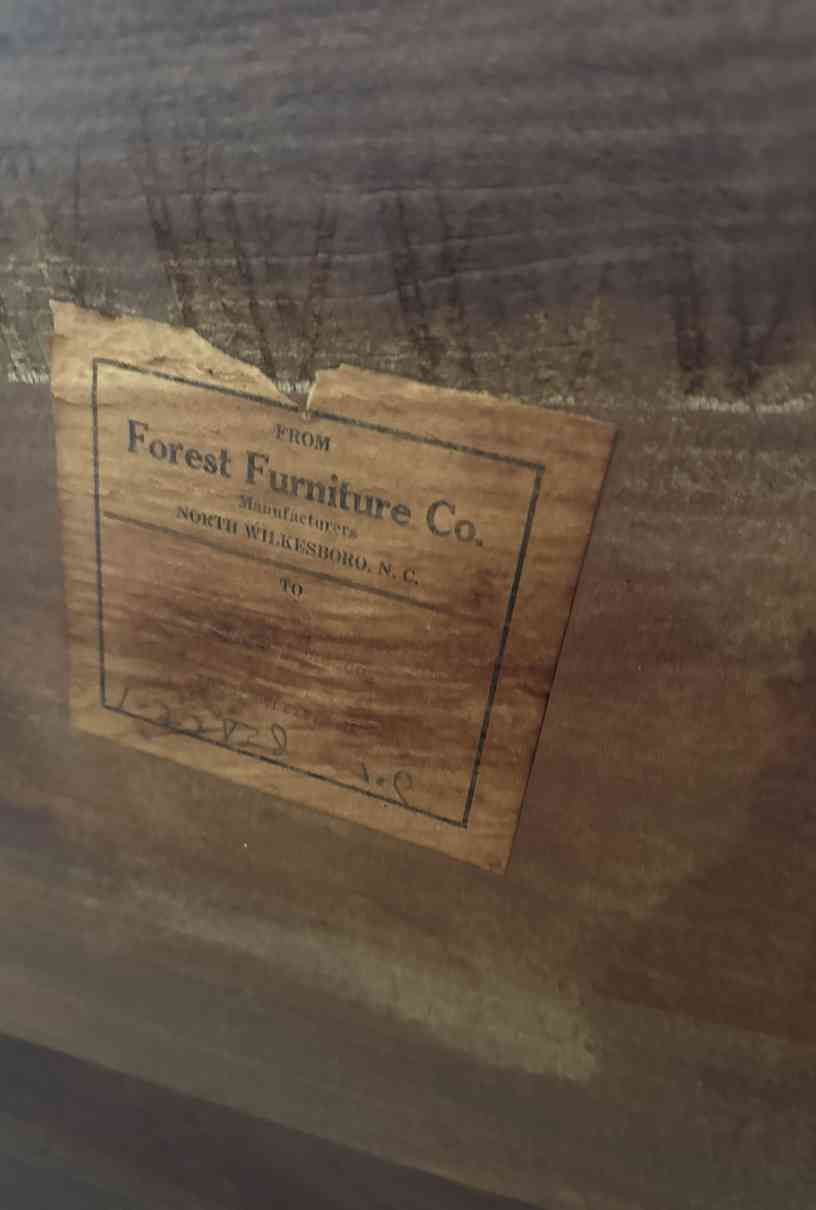 FROM
Forest Furniture Co.
Manufacturers
NORTH WILKESBORO, N. C.
TO